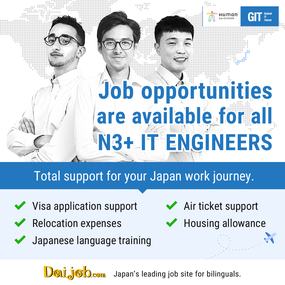 HUMAN
GIT
Job opportunities
are available for all
N3+ IT ENGINEERS
Total support for your Japan work journey.
Visa application support
Air ticket support
Relocation expenses
Housing allowance
Japanese language training
Daijob.com
Japan's leading job site for bilinguals.